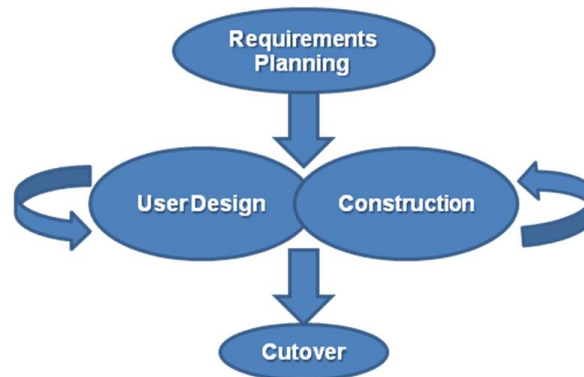 Requirements
Planning
User Design
Construction
Cutover